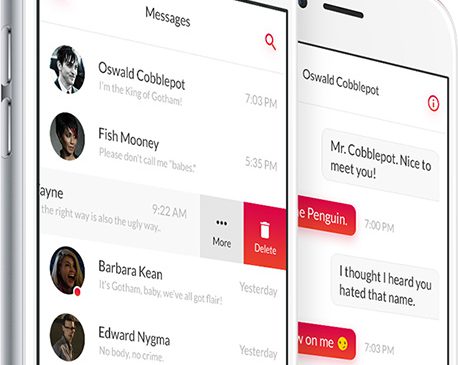 Messages
Oswald Cobblepot
I'm the King of Gotham!
7:03 PM
Fish Mooney
Please don't call me "babes."
5:35 PM
ayne
9:22 AM
the right way is also the ugly way..
More
Delete
Barbara Kean
It's Gotham, baby, we've all got flair!
Yesterday
Edward Nygma
No body, no crime.
Yesterday
Oswald Cobblepot
Mr. Cobblepot. Nice to
meet you!
e Penguin.
7:00 PM
I thought I heard you
hated that name.
w on me
7:03 PM